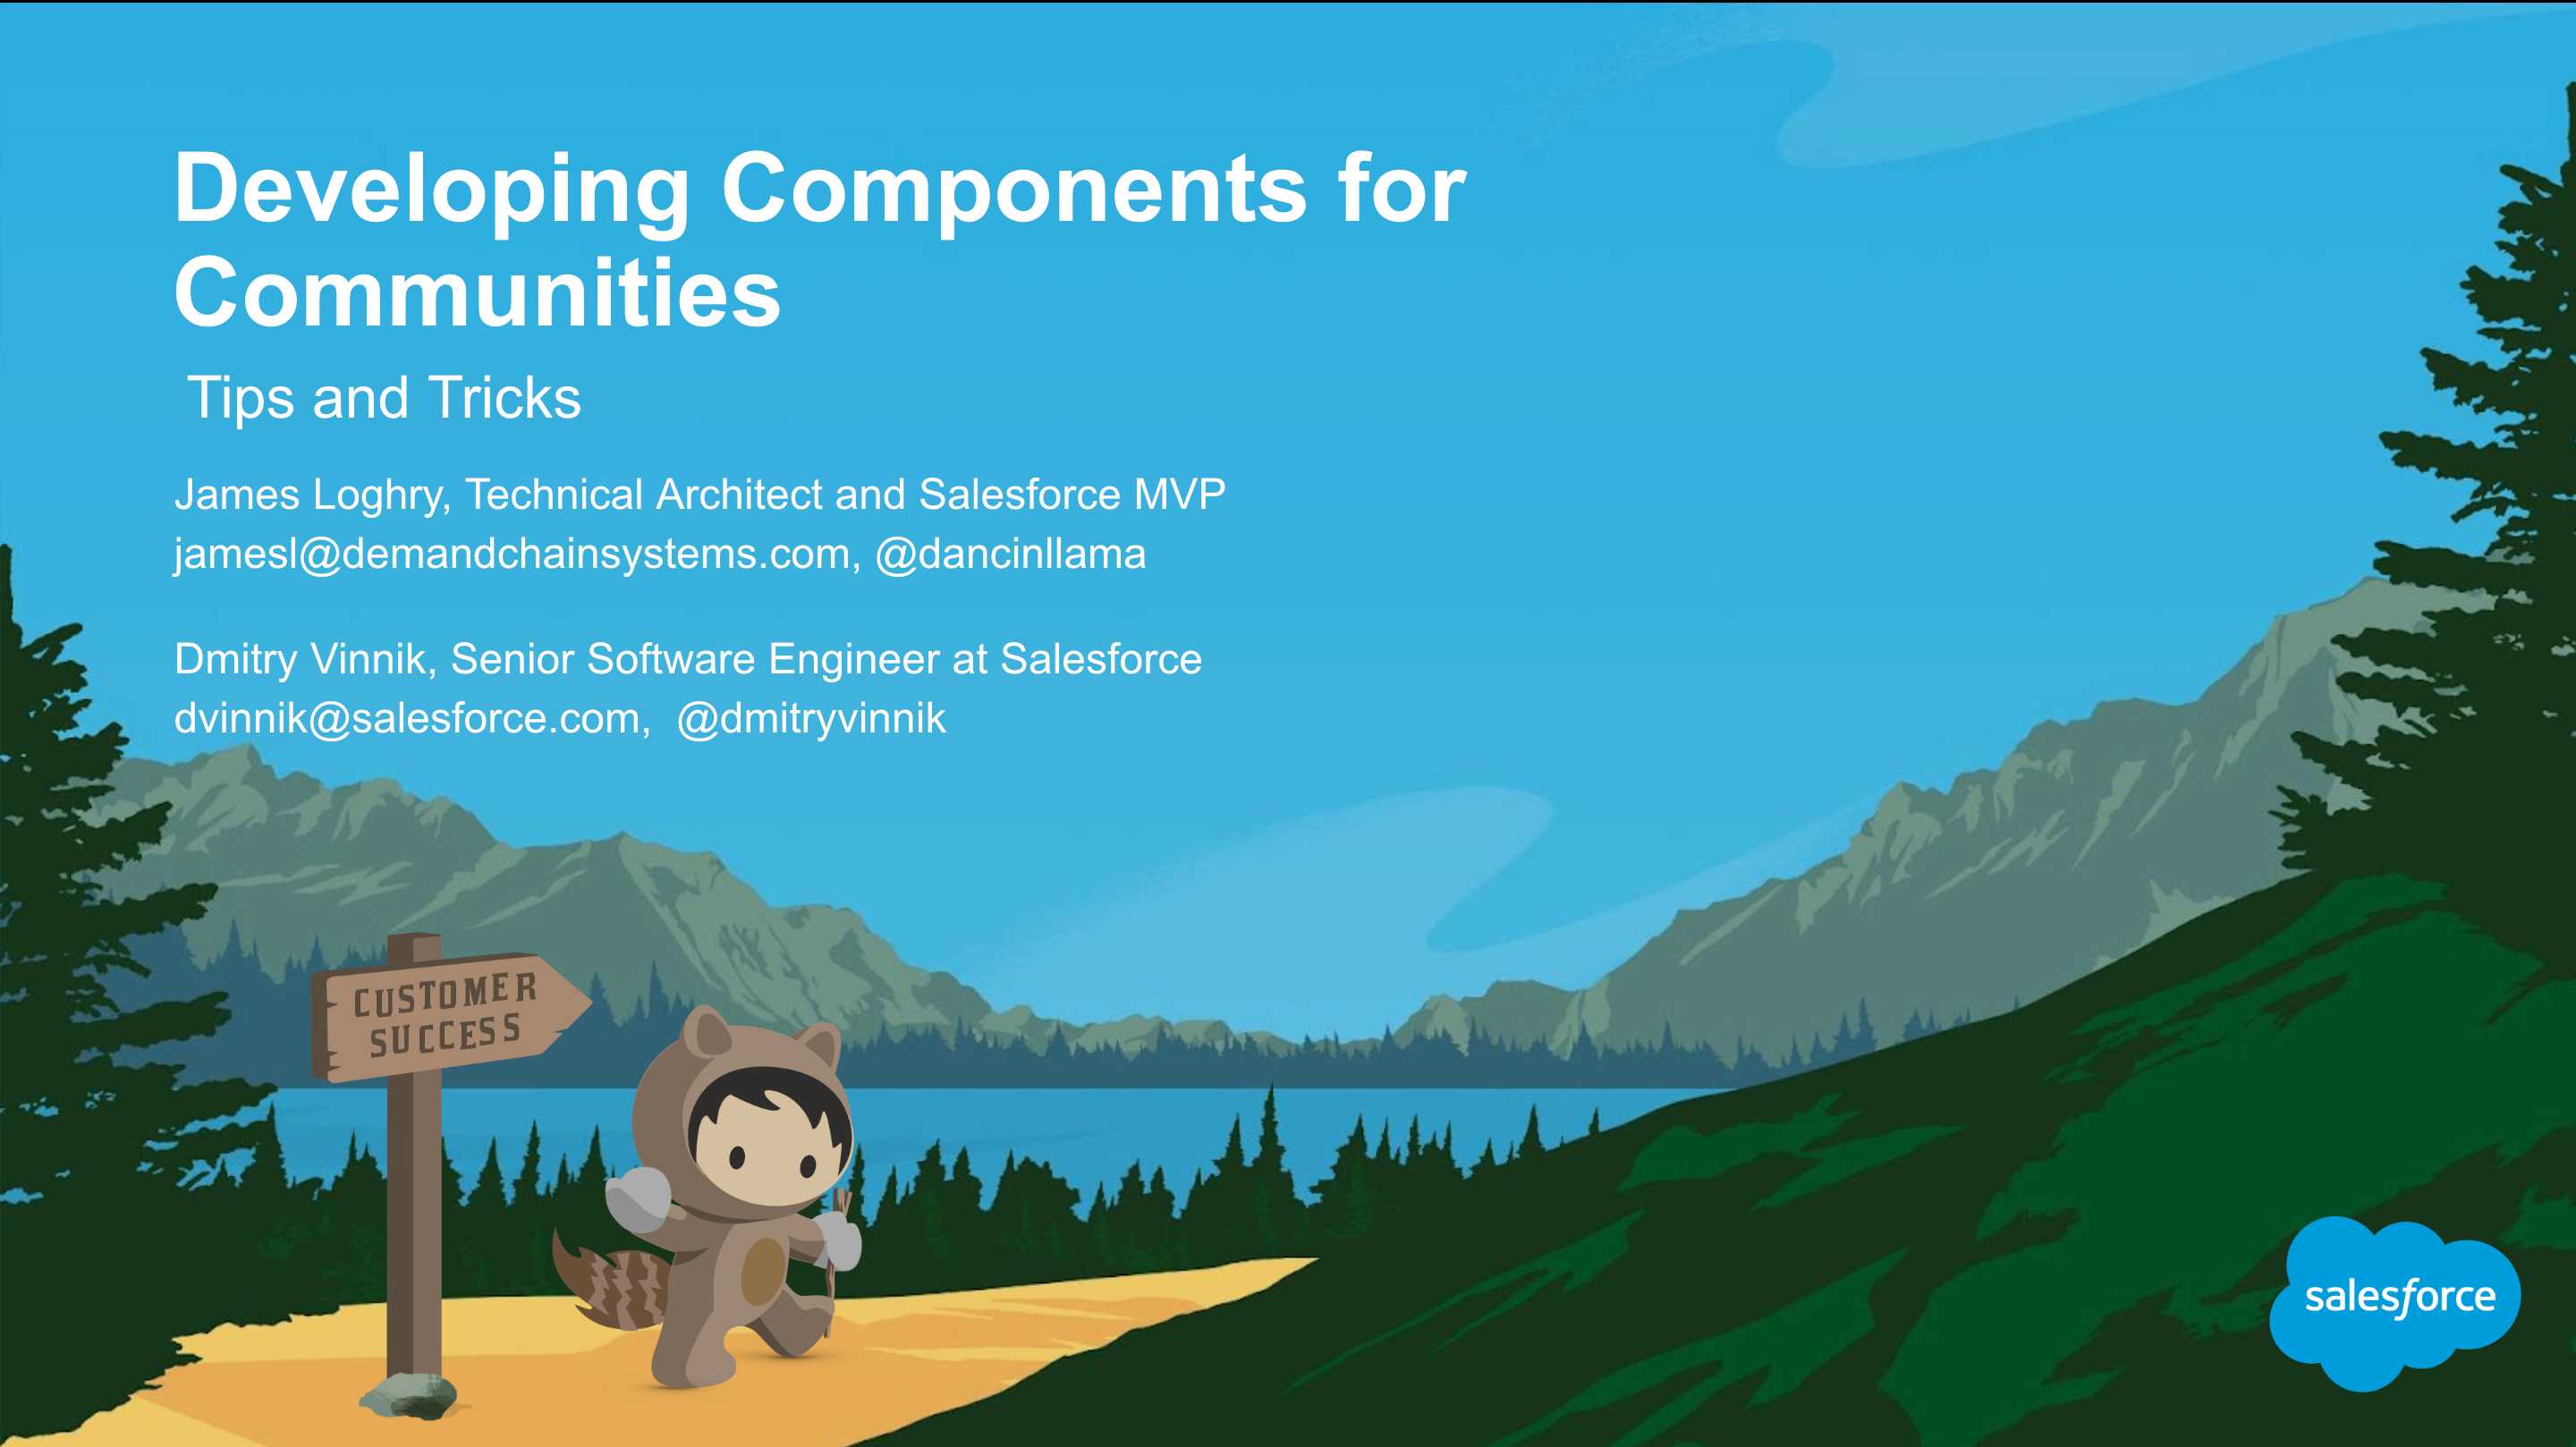 Developing Components for
Communities
Tips and Tricks
James Loghry, Technical Architect and Salesforce MVP
jamesl@demandchainsystems.com, @dancinllama
Dmitry Vinnik, Senior Software Engineer at Salesforce
dvinnik@salesforce.com, @dmitryvinnik
CUSTOMER
SUCCESS
salesforce